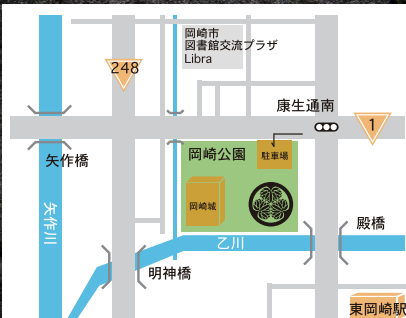 岡崎市
図書館交流プラザ
Libra
248
康生通南
1
矢作橋
岡崎公園
駐車場
岡崎城
矢作川
殿橋
乙川
明神橋
東岡崎駅